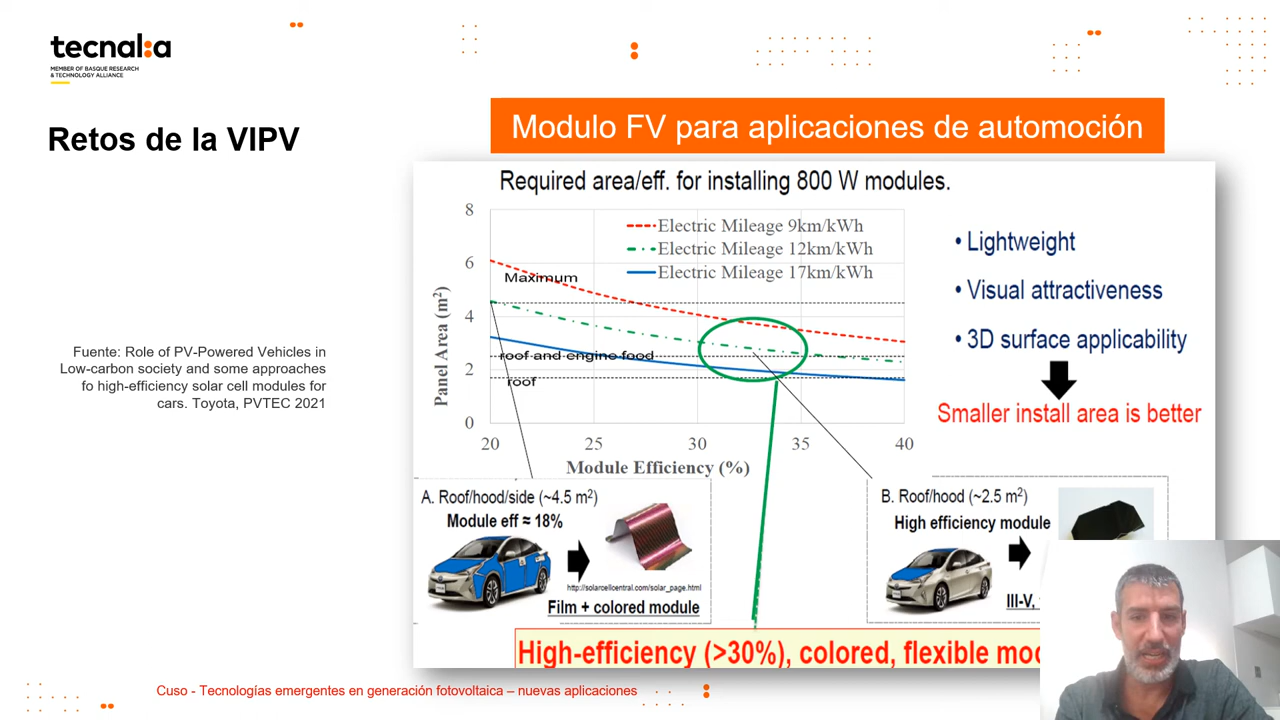 tecnal:a
MEMBER OF BASQUE RESEARCH
& TECHNOLOGY ALLIANCE
Retos de la VIPV
Modulo FV para aplicaciones de automoción
Fuente: Role of PV-Powered Vehicles in
Low-carbon society and some approaches
fo high-efficiency solar cell modules for
cars. Toyota, PVTEC 2021
Required area/eff. for installing 800 W modules.
Electric Mileage 9km/kWh
Electric Mileage 12km/kWh
Electric Mileage 17km/kWh
8
6
4
2
0
Panel Area (m²)
Maximum
roof and engine food
roof
20
25
30
35
40
Module Efficiency (%)
• Lightweight
• Visual attractiveness
• 3D surface applicability
Smaller install area is better
A. Roof/hood/side (~4.5 m²)
Module eff ≈ 18%
http://solarcellcentral.com/solar_page.html
Film + colored module
B. Roof/hood (~2.5 m²)
High efficiency module
III-V,
High-efficiency (>30%), colored, flexible
Cuso - Tecnologías emergentes en generación fotovoltaica – nuevas aplicaciones